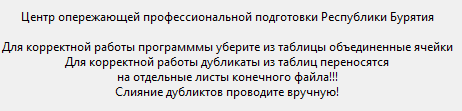 Центр опережающей профессиональной подготовки Республики Бурятия
Для корректной работы программмы уберите из таблицы объединенные ячейки
Для корректной работы дубликаты из таблиц переносятся
на отдельные листы конечного файла!!!
Слияние дубликтов проводите вручную!